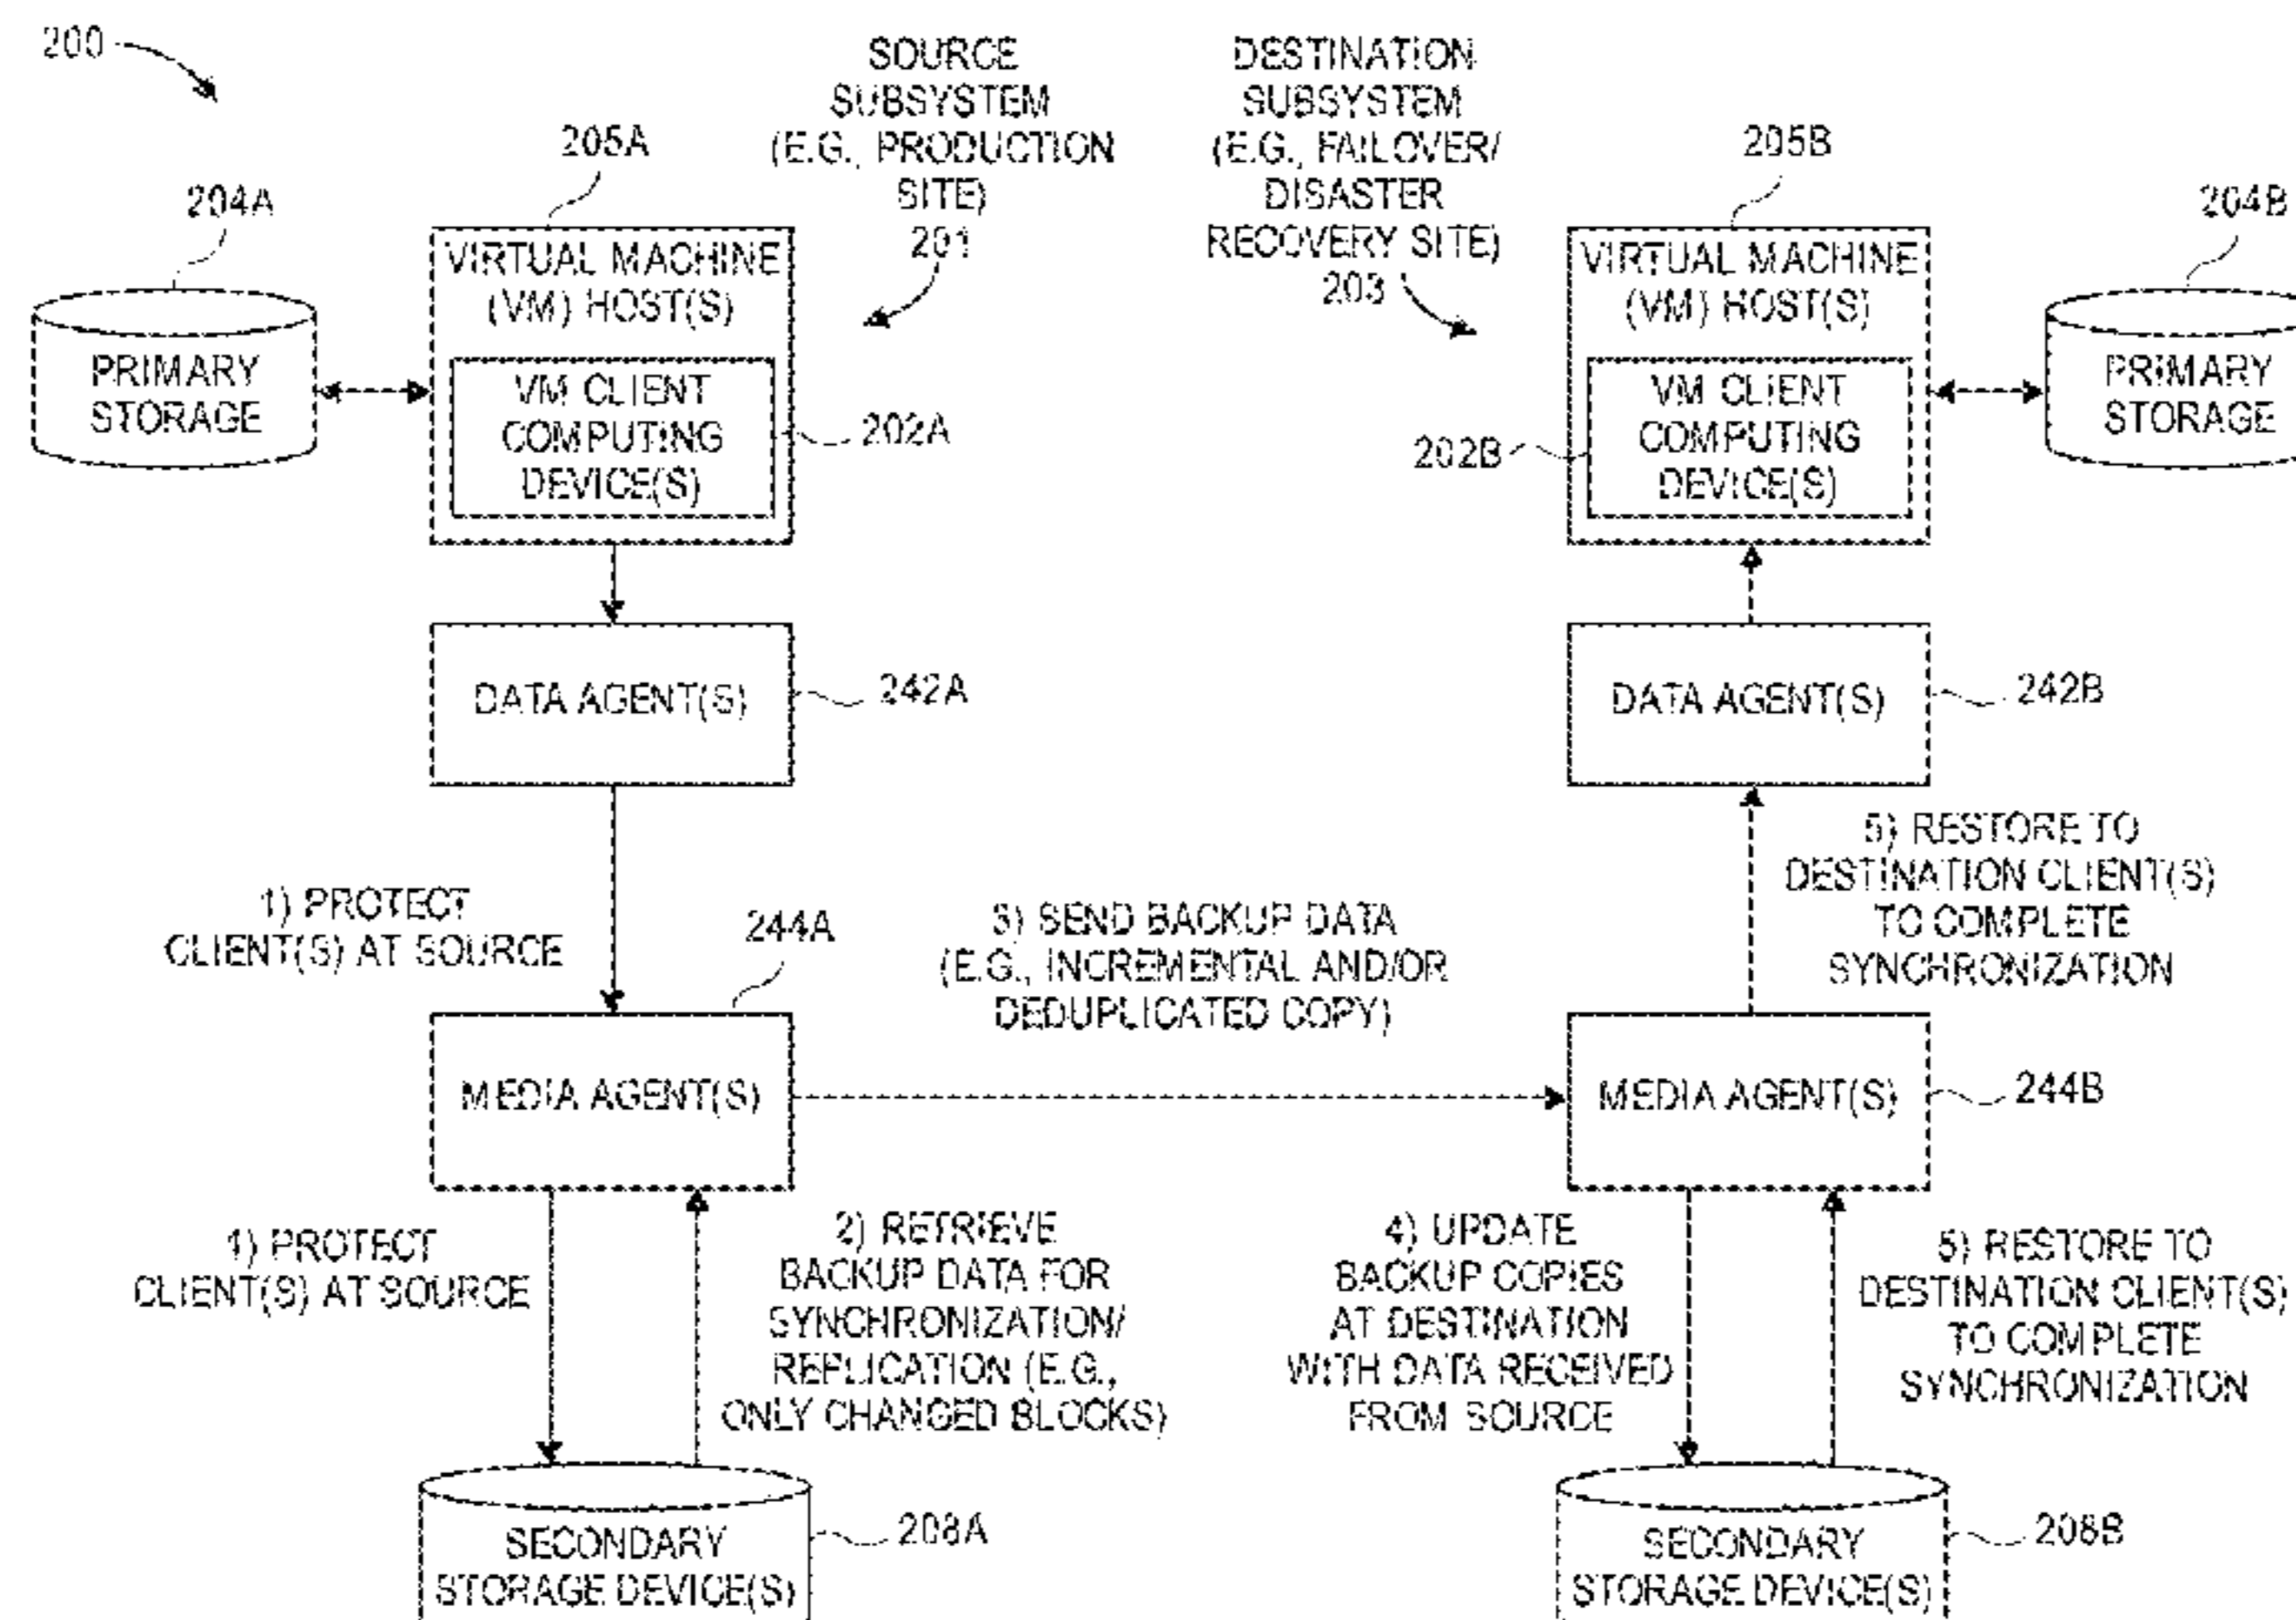 200
SOURCE
SUBSYSTEM
(E.G., PRODUCTION
SITE)
201
DESTINATION
SUBSYSTEM
(E.G., FAILOVER/
DISASTER
RECOVERY SITE)
203
204A
PRIMARY
STORAGE
205A
VIRTUAL MACHINE
(VM) HOST(S)
VM CLIENT
COMPUTING
DEVICE(S)
202A
205B
VIRTUAL MACHINE
(VM) HOST(S)
VM CLIENT
COMPUTING
DEVICE(S)
202B
204B
PRIMARY
STORAGE
DATA AGENT(S)
242A
DATA AGENT(S)
242B
1) PROTECT
CLIENT(S) AT SOURCE
244A
3) SEND BACKUP DATA
(E.G., INCREMENTAL AND/OR
DEDUPLICATED COPY)
5) RESTORE TO
DESTINATION CLIENT(S)
TO COMPLETE
SYNCHRONIZATION
MEDIA AGENT(S)
MEDIA AGENT(S)
244B
1) PROTECT
CLIENT(S) AT SOURCE
2) RETRIEVE
BACKUP DATA FOR
SYNCHRONIZATION/
REPLICATION (E.G.,
ONLY CHANGED BLOCKS)
4) UPDATE
BACKUP COPIES
AT DESTINATION
WITH DATA RECEIVED
FROM SOURCE
5) RESTORE TO
DESTINATION CLIENT(S)
TO COMPLETE
SYNCHRONIZATION
SECONDARY
STORAGE DEVICE(S)
208A
SECONDARY
STORAGE DEVICE(S)
208B